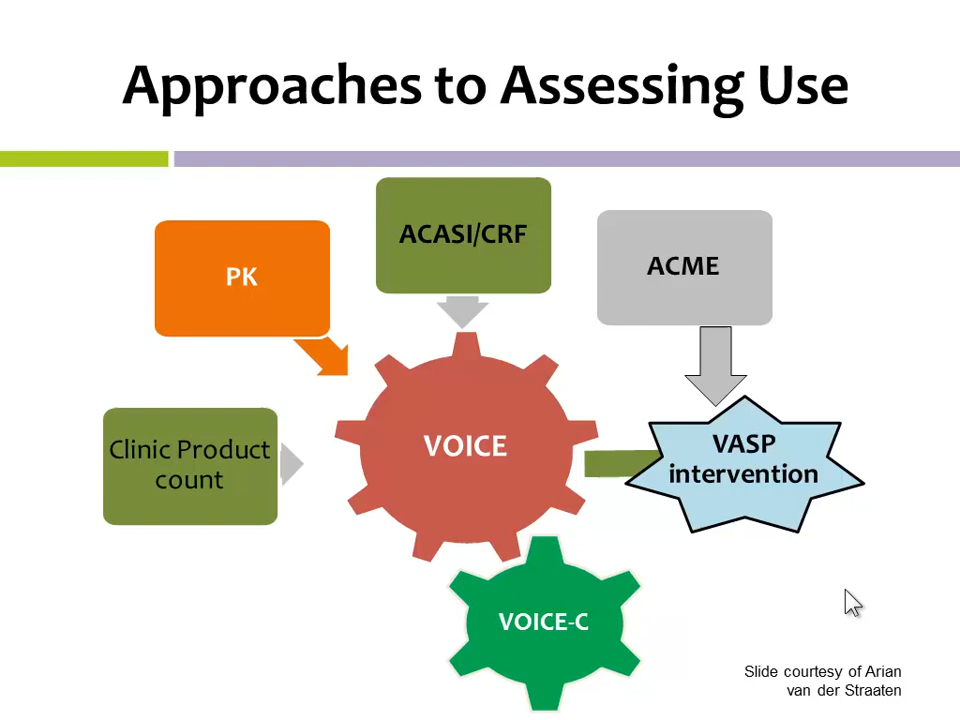 Approaches to Assessing Use
ACASI/CRF
ACME
PK
VOICE
VASP
intervention
Clinic Product
count
VOICE-C
Slide courtesy of Arian
van der Straaten